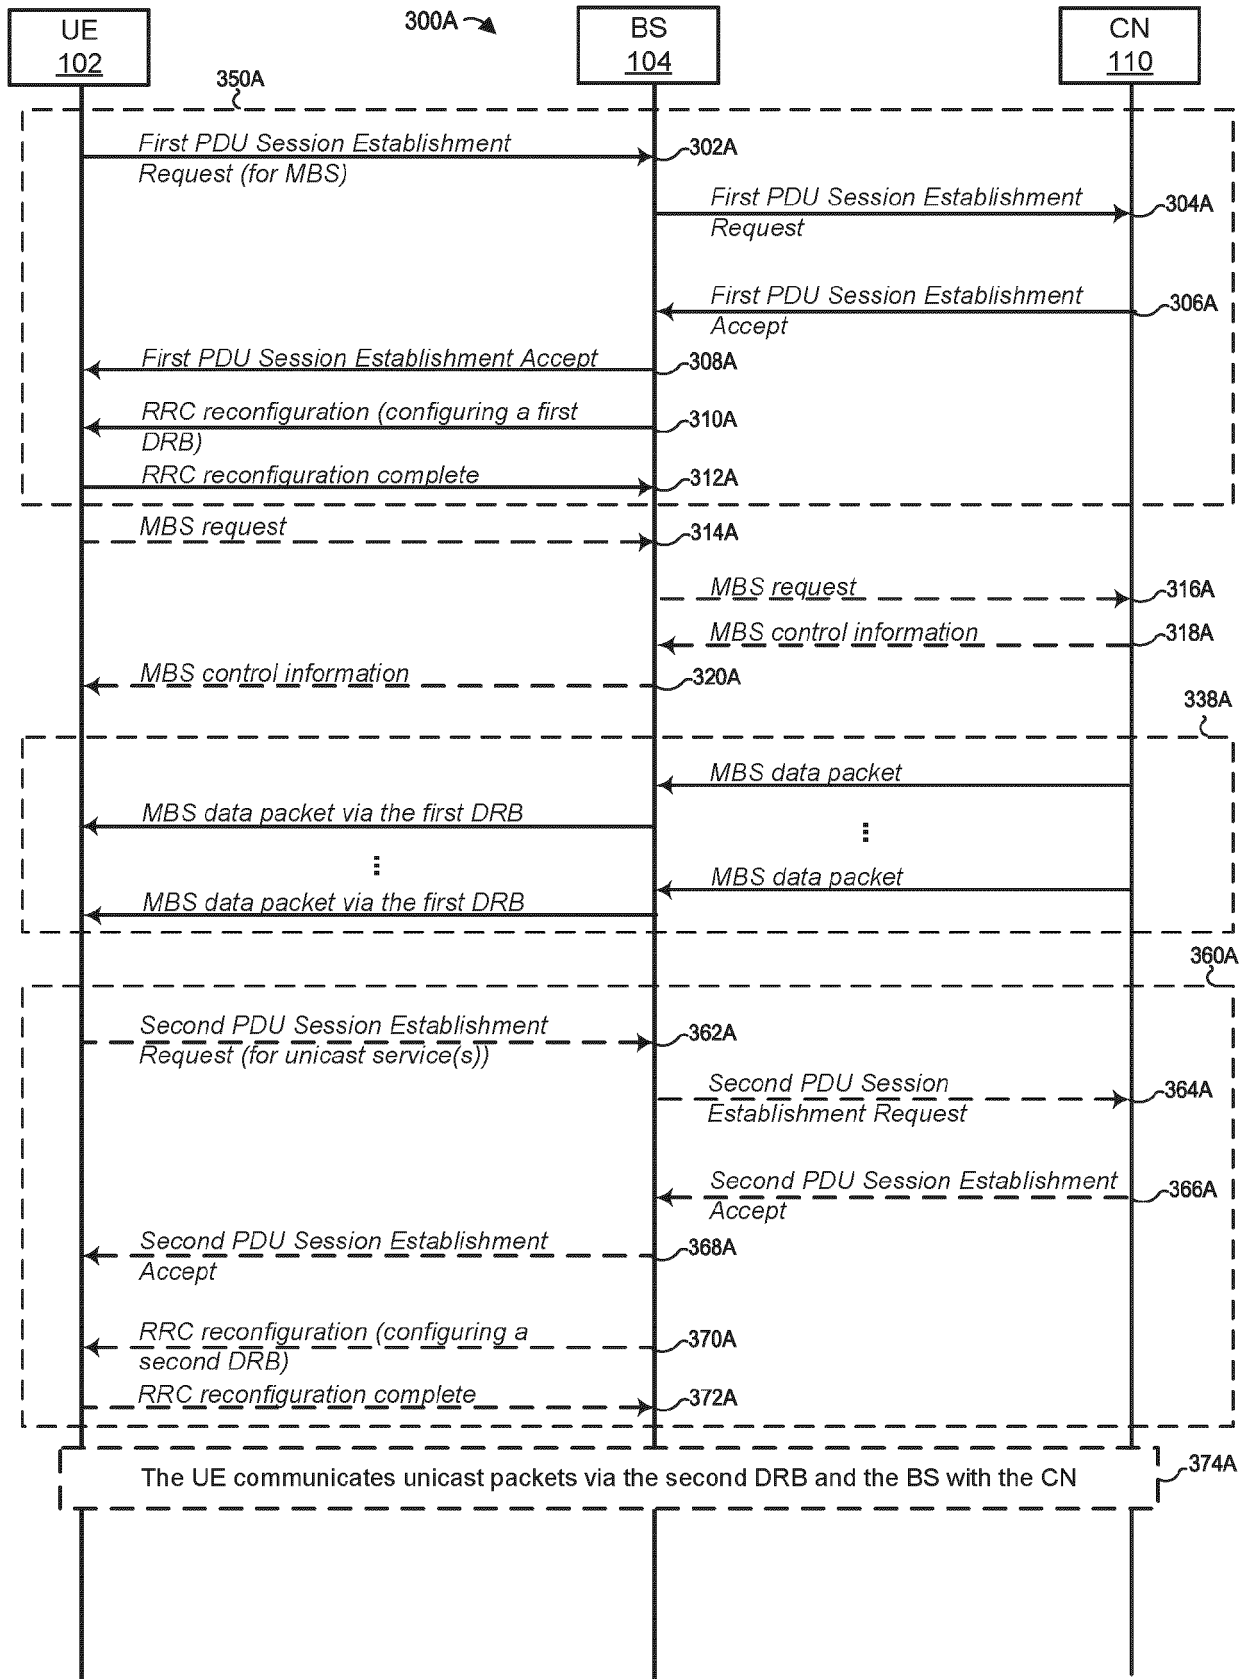 300A
UE
102
BS
104
CN
110
350A
First PDU Session Establishment
Request (for MBS)
302A
First PDU Session Establishment
Request
304A
First PDU Session Establishment
Accept
306A
First PDU Session Establishment Accept
308A
RRC reconfiguration (configuring a first
DRB)
310A
RRC reconfiguration complete
312A
MBS request
314A
MBS request
316A
MBS control information
318A
MBS control information
320A
338A
MBS data packet
MBS data packet via the first DRB
MBS data packet
MBS data packet via the first DRB
360A
Second PDU Session Establishment
Request (for unicast service(s))
362A
Second PDU Session
Establishment Request
364A
Second PDU Session Establishment
Accept
366A
Second PDU Session Establishment
Accept
368A
RRC reconfiguration (configuring a
second DRB)
370A
RRC reconfiguration complete
372A
The UE communicates unicast packets via the second DRB and the BS with the CN
374A